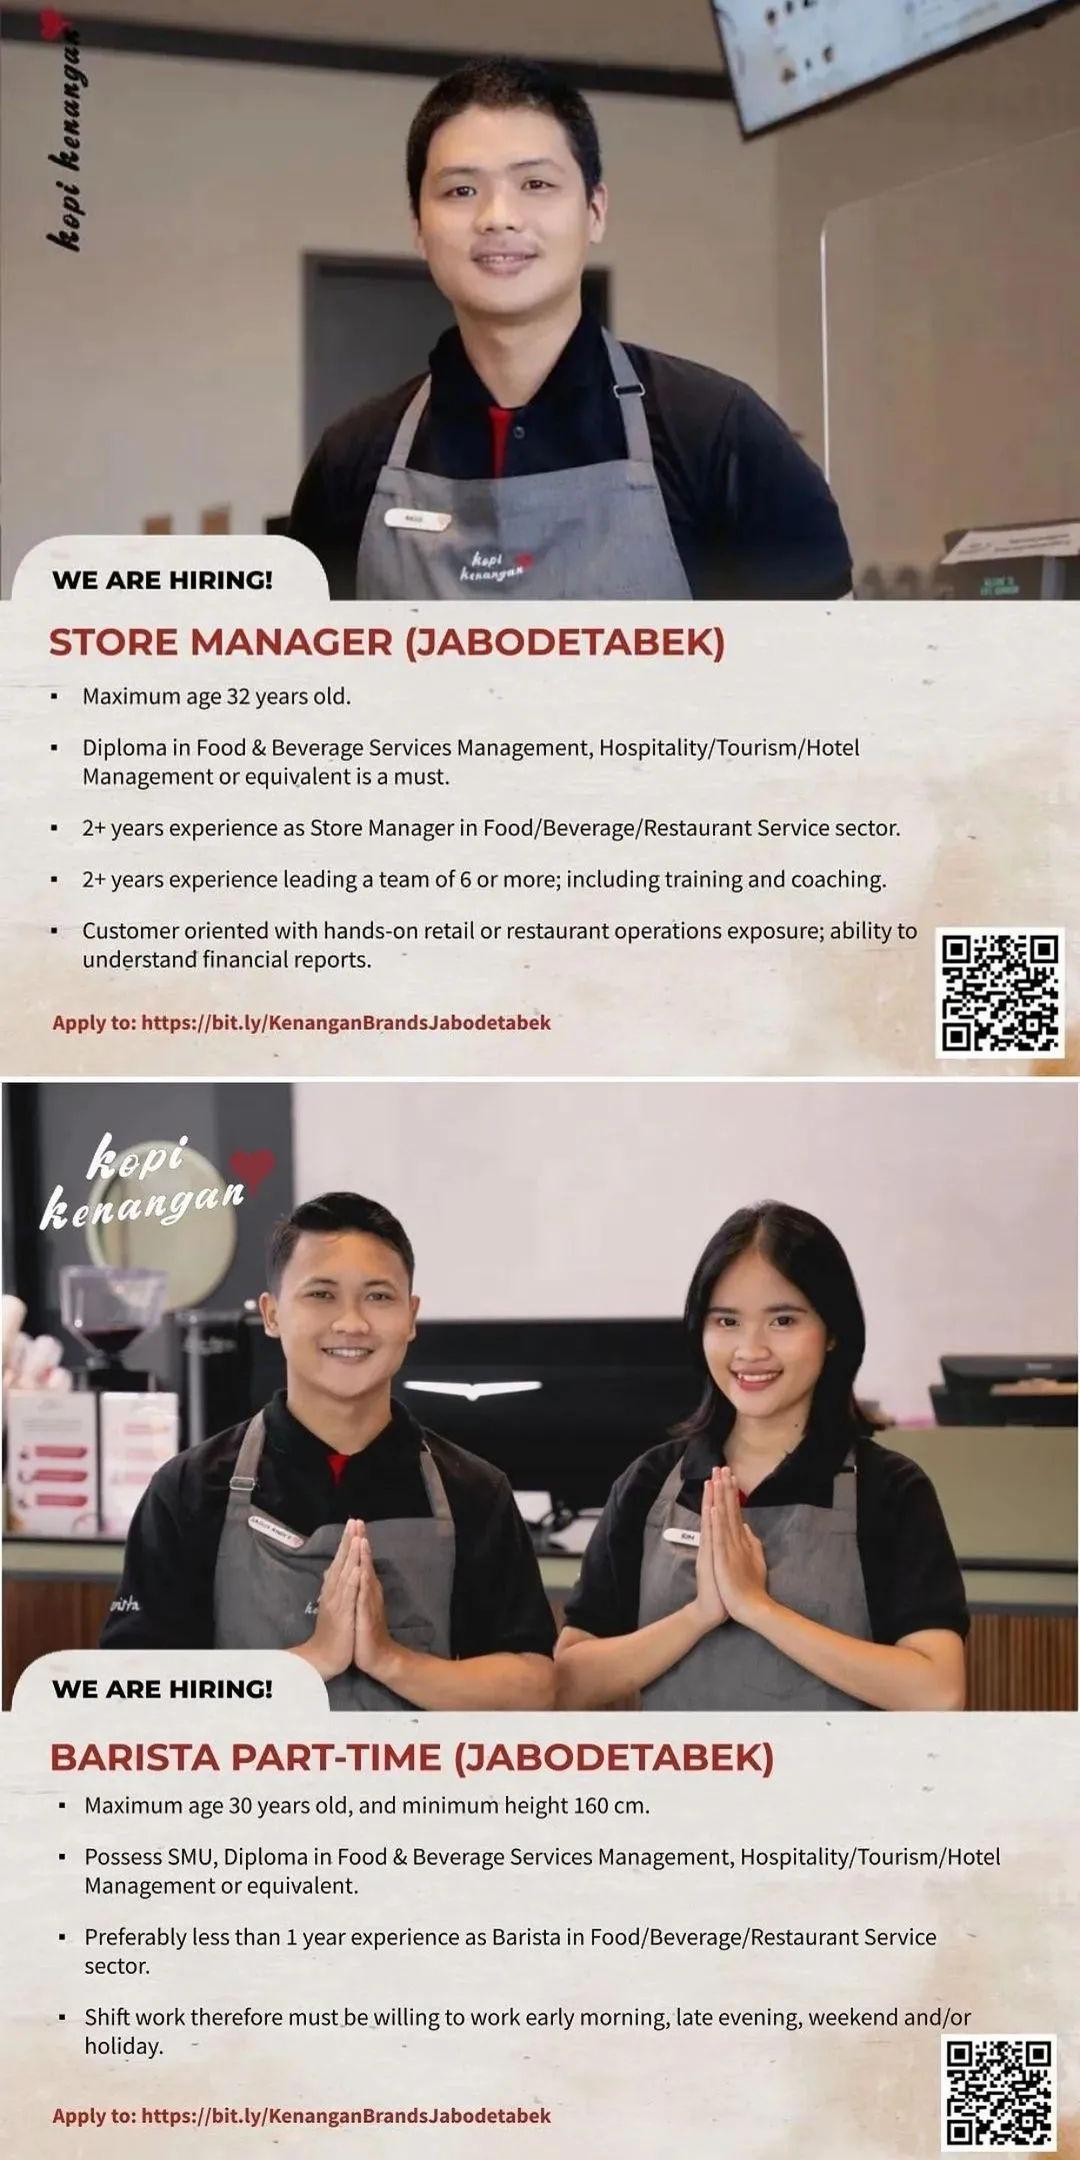 kopi kenangan
kopi
kenangan
WE ARE HIRING!
STORE MANAGER (JABODETABEK)
▪ Maximum age 32 years old.
▪ Diploma in Food & Beverage Services Management, Hospitality/Tourism/Hotel
Management or equivalent is a must.
▪ 2+ years experience as Store Manager in Food/Beverage/Restaurant Service sector.
▪ 2+ years experience leading a team of 6 or more; including training and coaching.
▪ Customer oriented with hands-on retail or restaurant operations exposure; ability to
understand financial reports.
Apply to: https://bit.ly/KenanganBrandsJabodetabek
kopi
kenangan
WE ARE HIRING!
BARISTA PART-TIME (JABODETABEK)
▪ Maximum age 30 years old, and minimum height 160 cm.
▪ Possess SMU, Diploma in Food & Beverage Services Management, Hospitality/Tourism/Hotel
Management or equivalent.
▪ Preferably less than 1 year experience as Barista in Food/Beverage/Restaurant Service
sector.
▪ Shift work therefore must be willing to work early morning, late evening, weekend and/or
holiday.
Apply to: https://bit.ly/KenanganBrandsJabodetabek